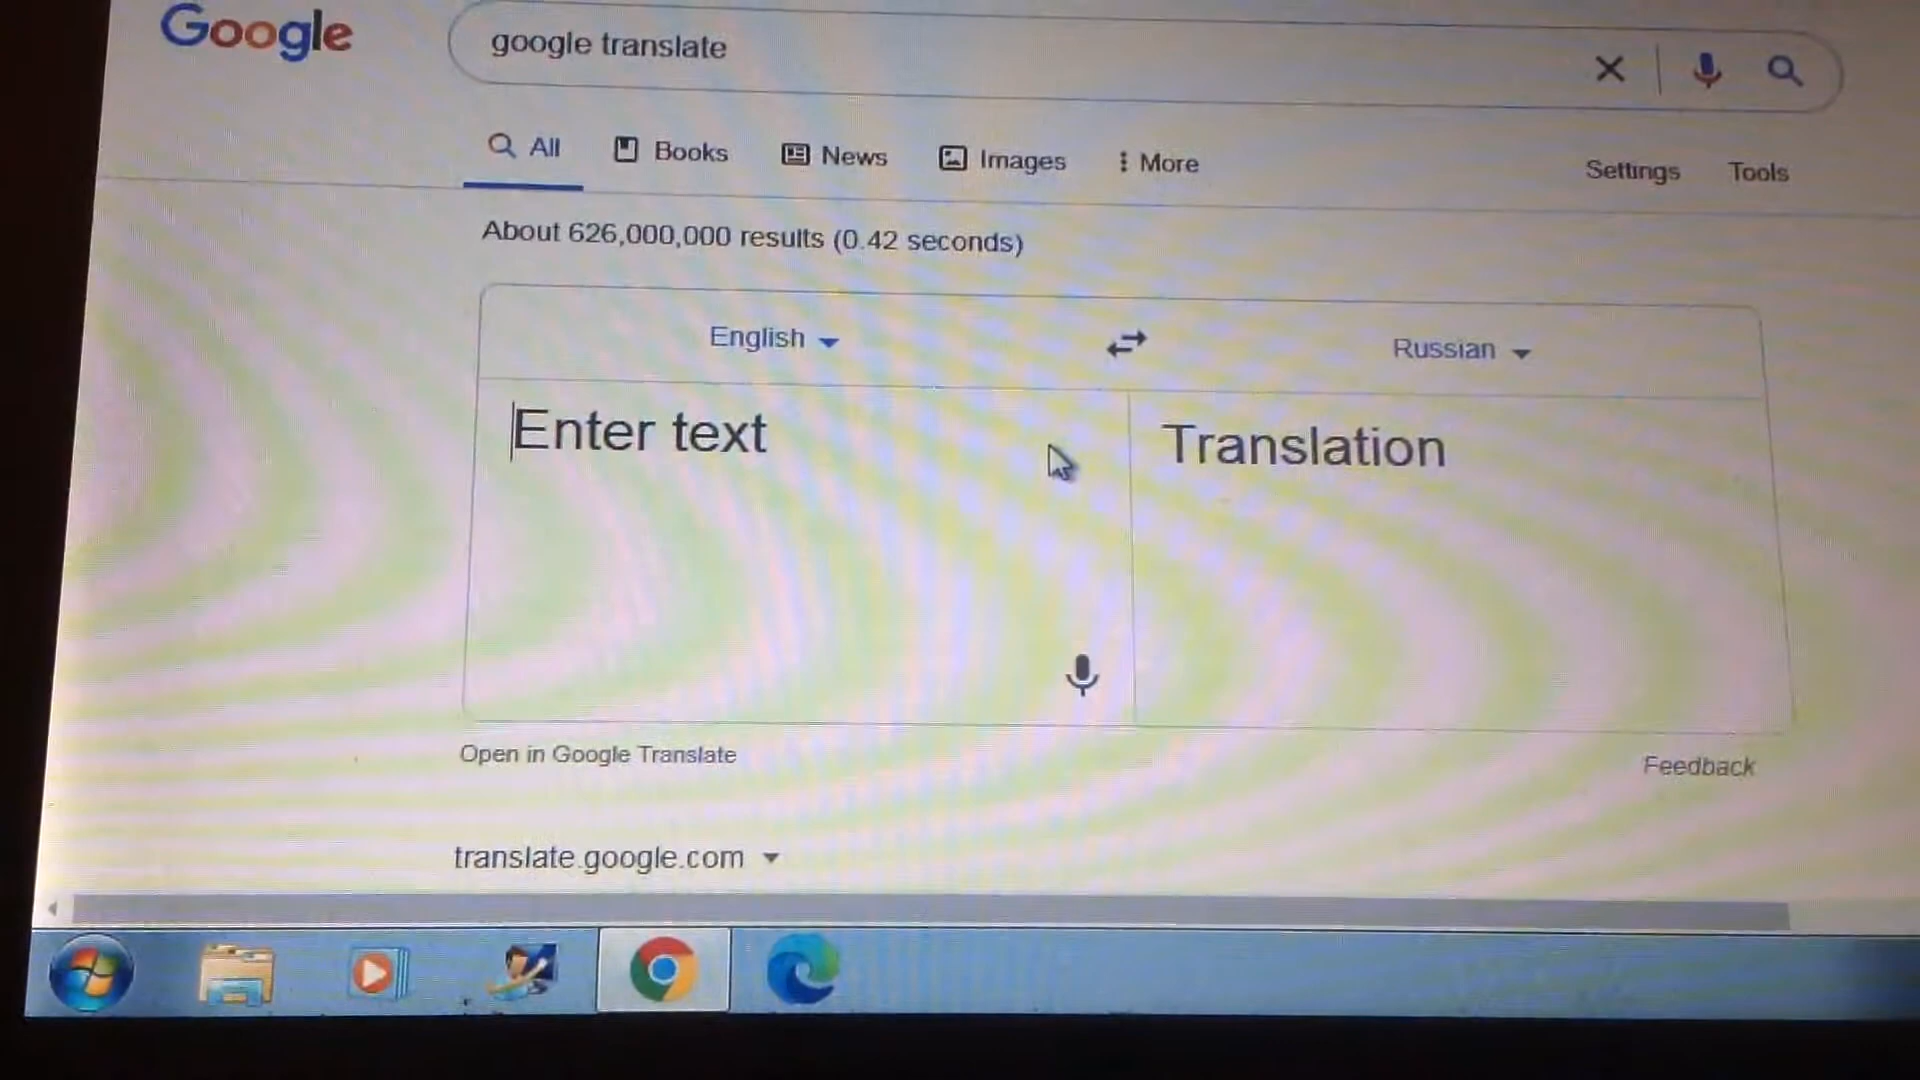 Google
google translate
All Books News Images More Settings Tools
About 626,000,000 results (0.42 seconds)
English Russian
Enter text Translation
Open in Google Translate Feedback
translate.google.com